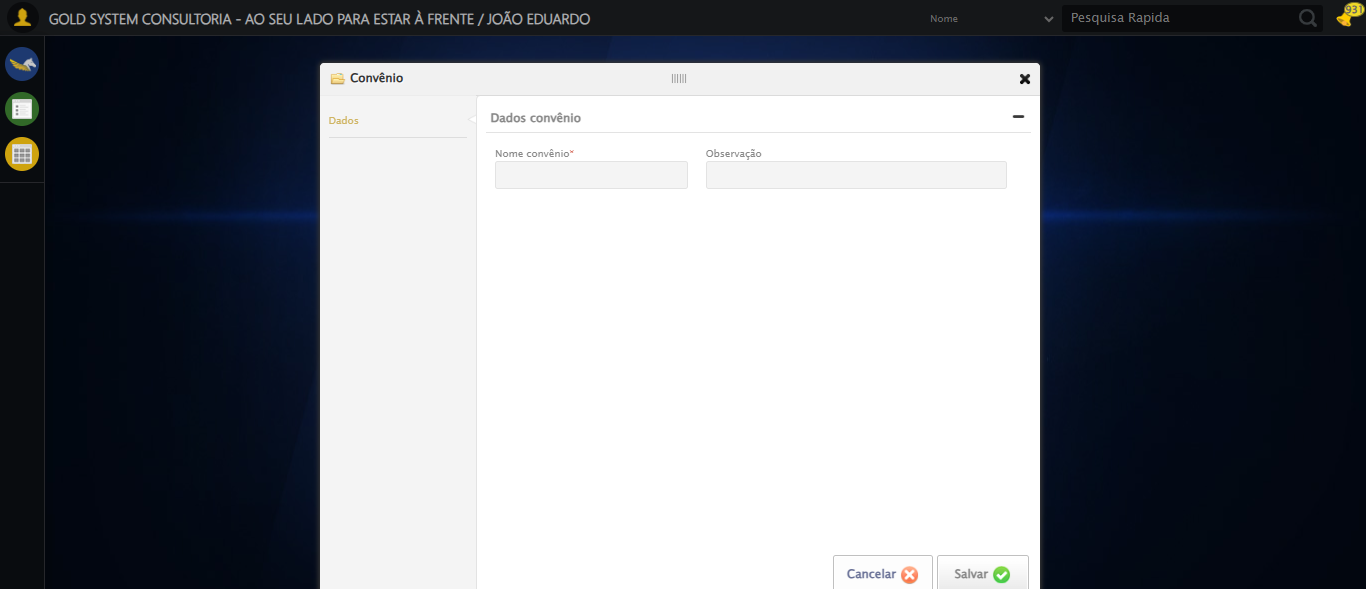 GOLD SYSTEM CONSULTORIA - AO SEU LADO PARA ESTAR À FRENTE / JOÃO EDUARDO
Nome
Pesquisa Rapida
931
Convênio
Dados
Dados convênio
Nome convênio*
Observação
Cancelar
Salvar